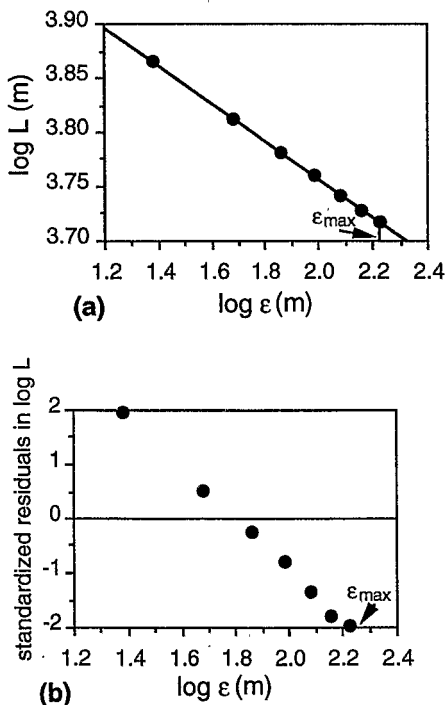 3.90
3.85
3.80
3.75
3.70
log L (m)
εmax
1.2 1.4 1.6 1.8 2.0 2.2 2.4
(a) log ε (m)
2
1
0
-1
-2
standardized residuals in log L
εmax
1.2 1.4 1.6 1.8 2.0 2.2 2.4
(b) log ε (m)